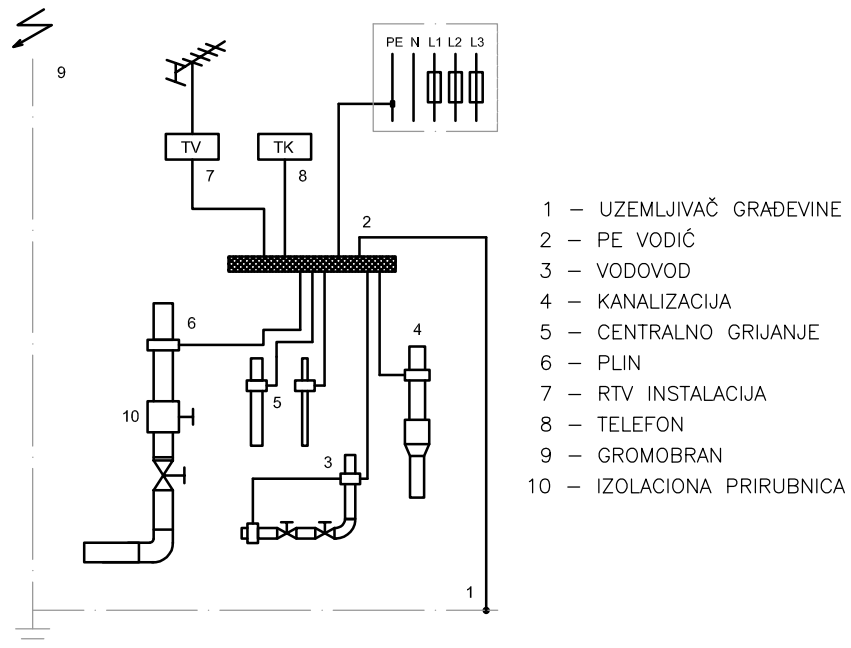 PE N L1 L2 L3
9
TV
TK
7
8
2
6
4
5
10
3
1
1 – UZEMLJIVAČ GRAĐEVINE
2 – PE VODIĆ
3 – VODOVOD
4 – KANALIZACIJA
5 – CENTRALNO GRIJANJE
6 – PLIN
7 – RTV INSTALACIJA
8 – TELEFON
9 – GROMOBRAN
10 – IZOLACIONA PRIRUBNICA